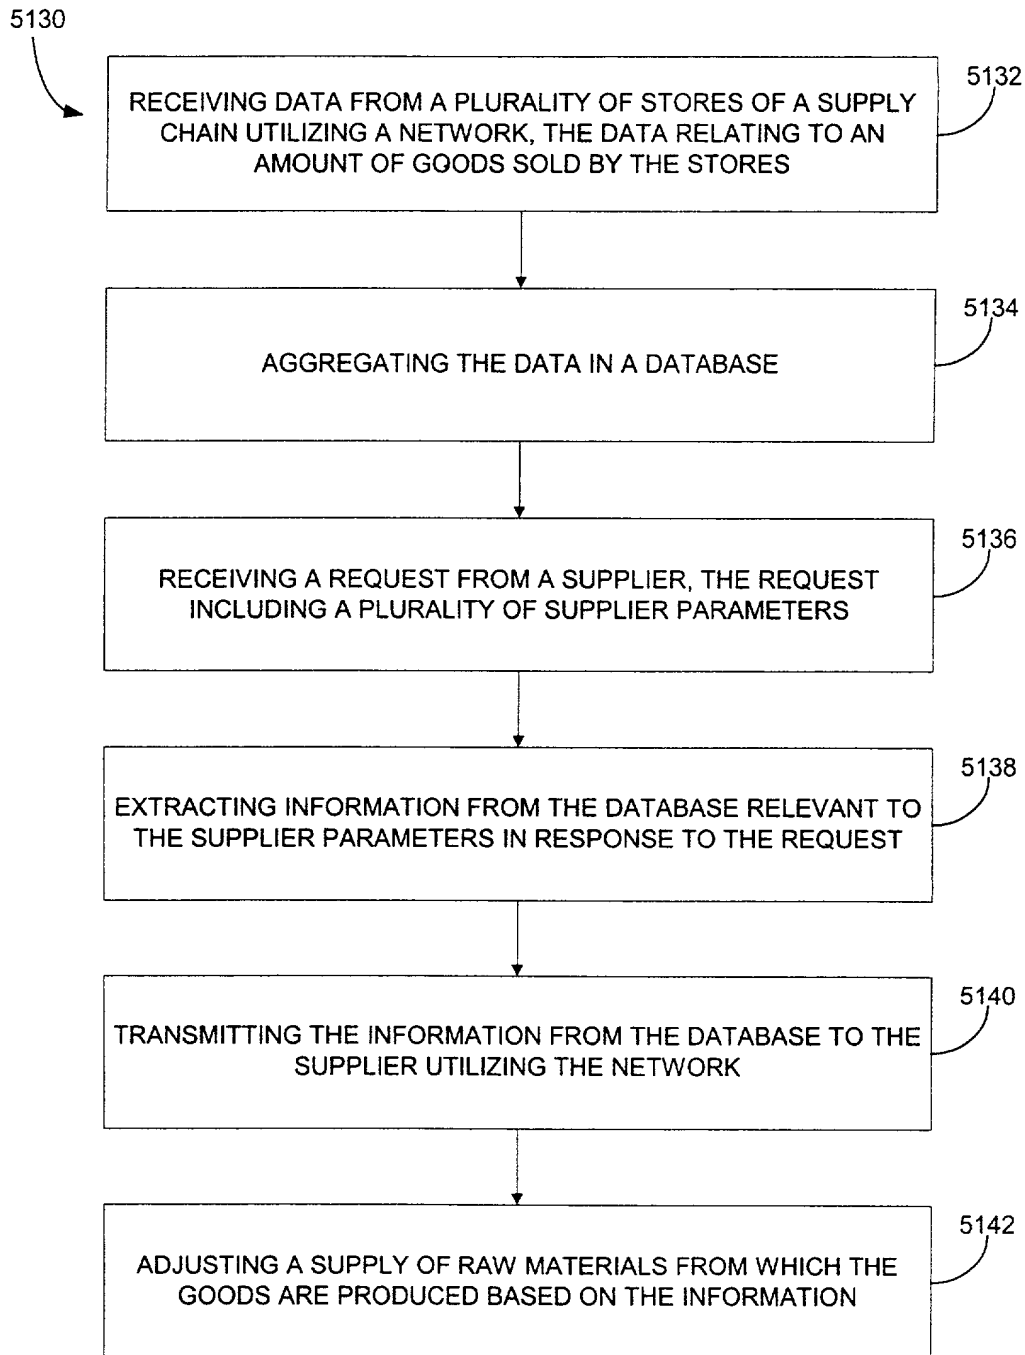 5130
5132
RECEIVING DATA FROM A PLURALITY OF STORES OF A SUPPLY
CHAIN UTILIZING A NETWORK, THE DATA RELATING TO AN
AMOUNT OF GOODS SOLD BY THE STORES
5134
AGGREGATING THE DATA IN A DATABASE
5136
RECEIVING A REQUEST FROM A SUPPLIER, THE REQUEST
INCLUDING A PLURALITY OF SUPPLIER PARAMETERS
5138
EXTRACTING INFORMATION FROM THE DATABASE RELEVANT TO
THE SUPPLIER PARAMETERS IN RESPONSE TO THE REQUEST
5140
TRANSMITTING THE INFORMATION FROM THE DATABASE TO THE
SUPPLIER UTILIZING THE NETWORK
5142
ADJUSTING A SUPPLY OF RAW MATERIALS FROM WHICH THE
GOODS ARE PRODUCED BASED ON THE INFORMATION